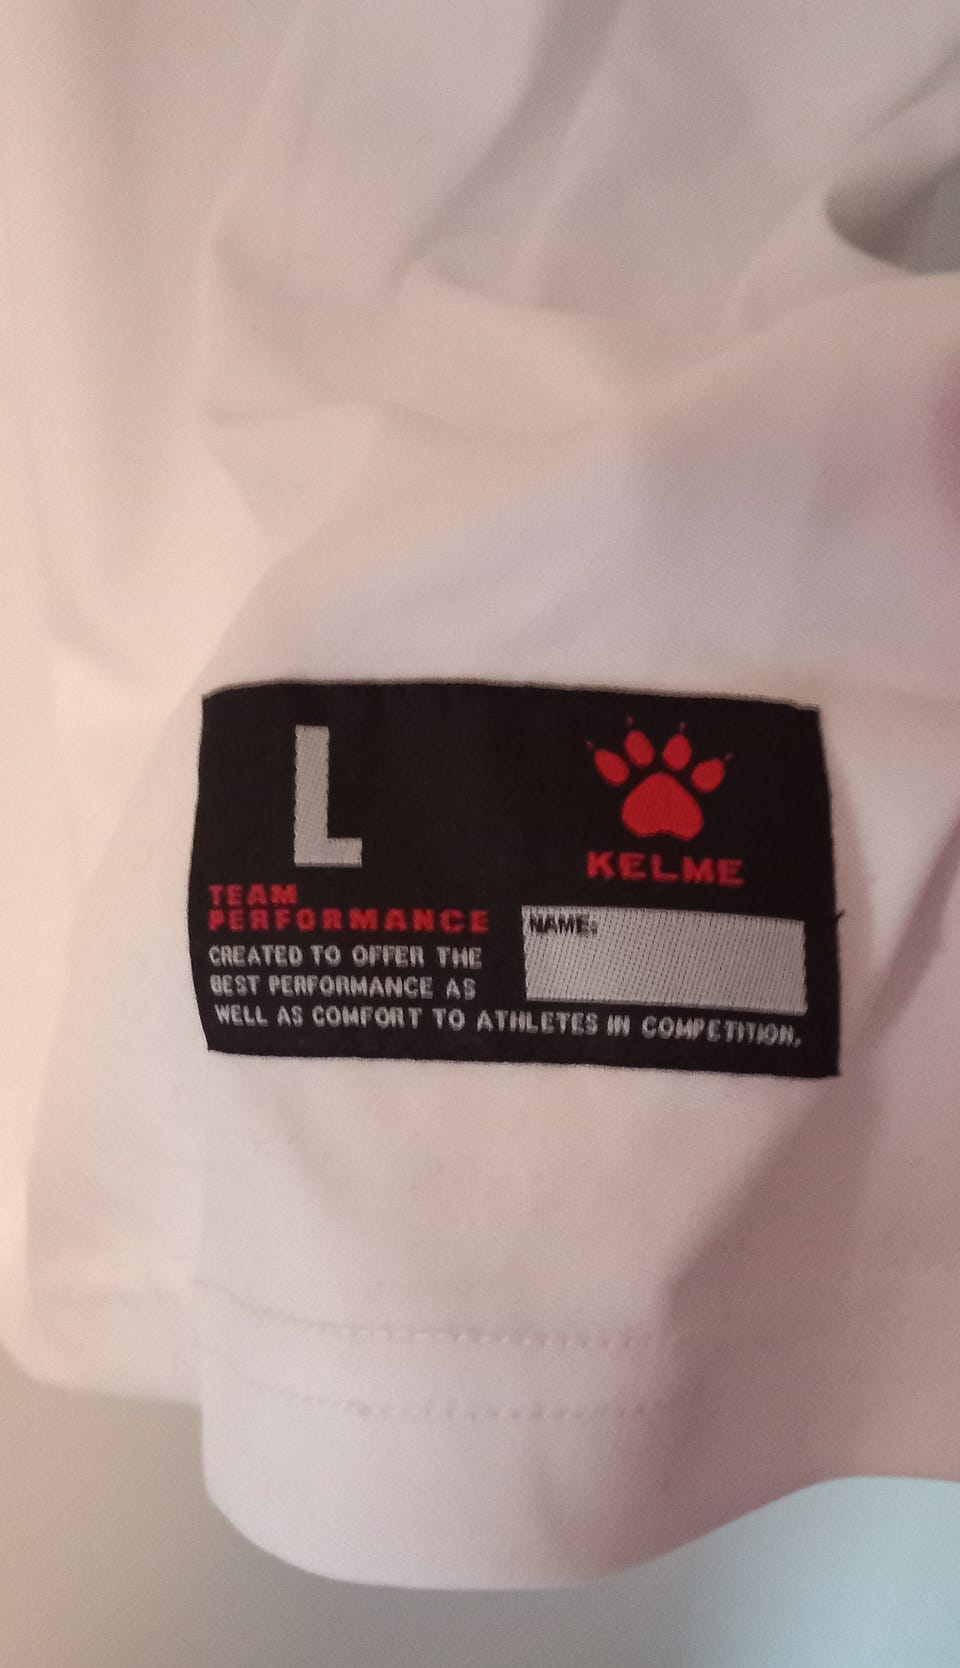 L
KELME
TEAM
PERFORMANCE
NAME:
CREATED TO OFFER THE
BEST PERFORMANCE AS
WELL AS COMFORT TO ATHLETES IN COMPETITION.